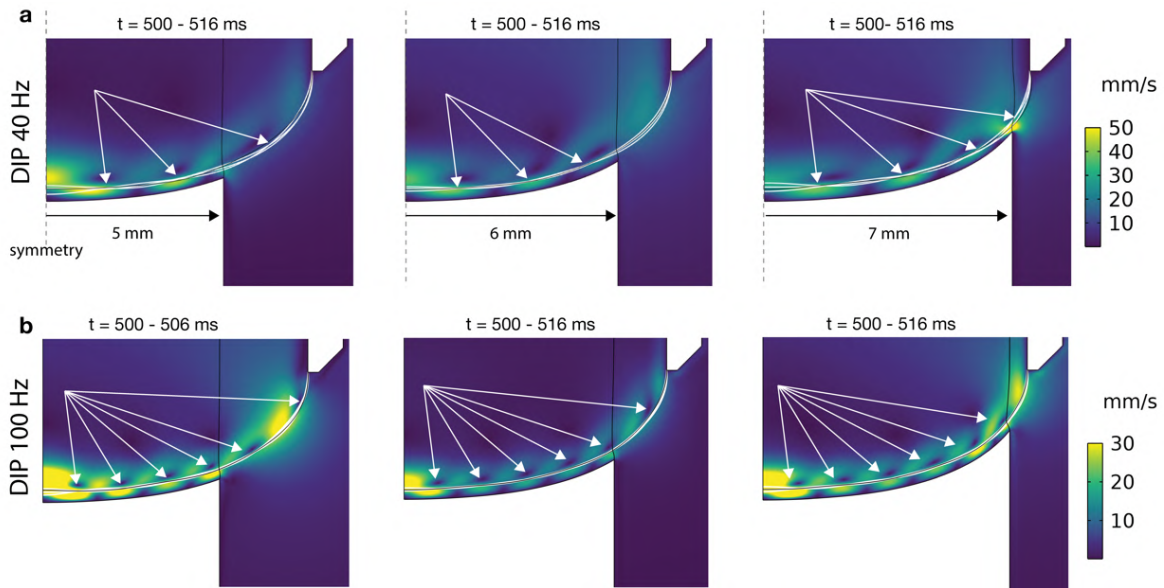 a
t = 500 - 516 ms
t = 500 - 516 ms
t = 500- 516 ms
DIP 40 Hz
mm/s
50
40
30
20
10
5 mm
6 mm
7 mm
symmetry
b
t = 500 - 506 ms
t = 500 - 516 ms
t = 500 - 516 ms
DIP 100 Hz
mm/s
30
20
10